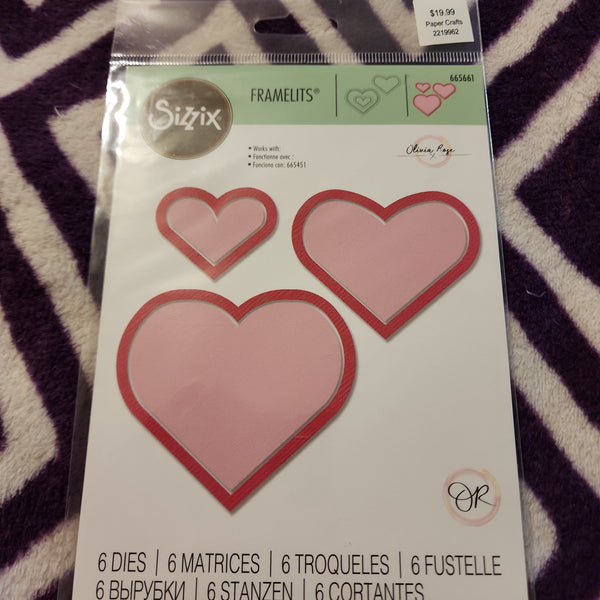 $19.99
Paper Crafts
2219962
Sizzix
FRAMELITS®
665661
Olivia Rose
• Works with:
• Fonctionne avec :
• Funciona con: 665451
OR
6 DIES | 6 MATRICES | 6 TROQUELES | 6 FUSTELLE
6 ВЫРУБКИ | 6 STANZEN | 6 CORTANTES